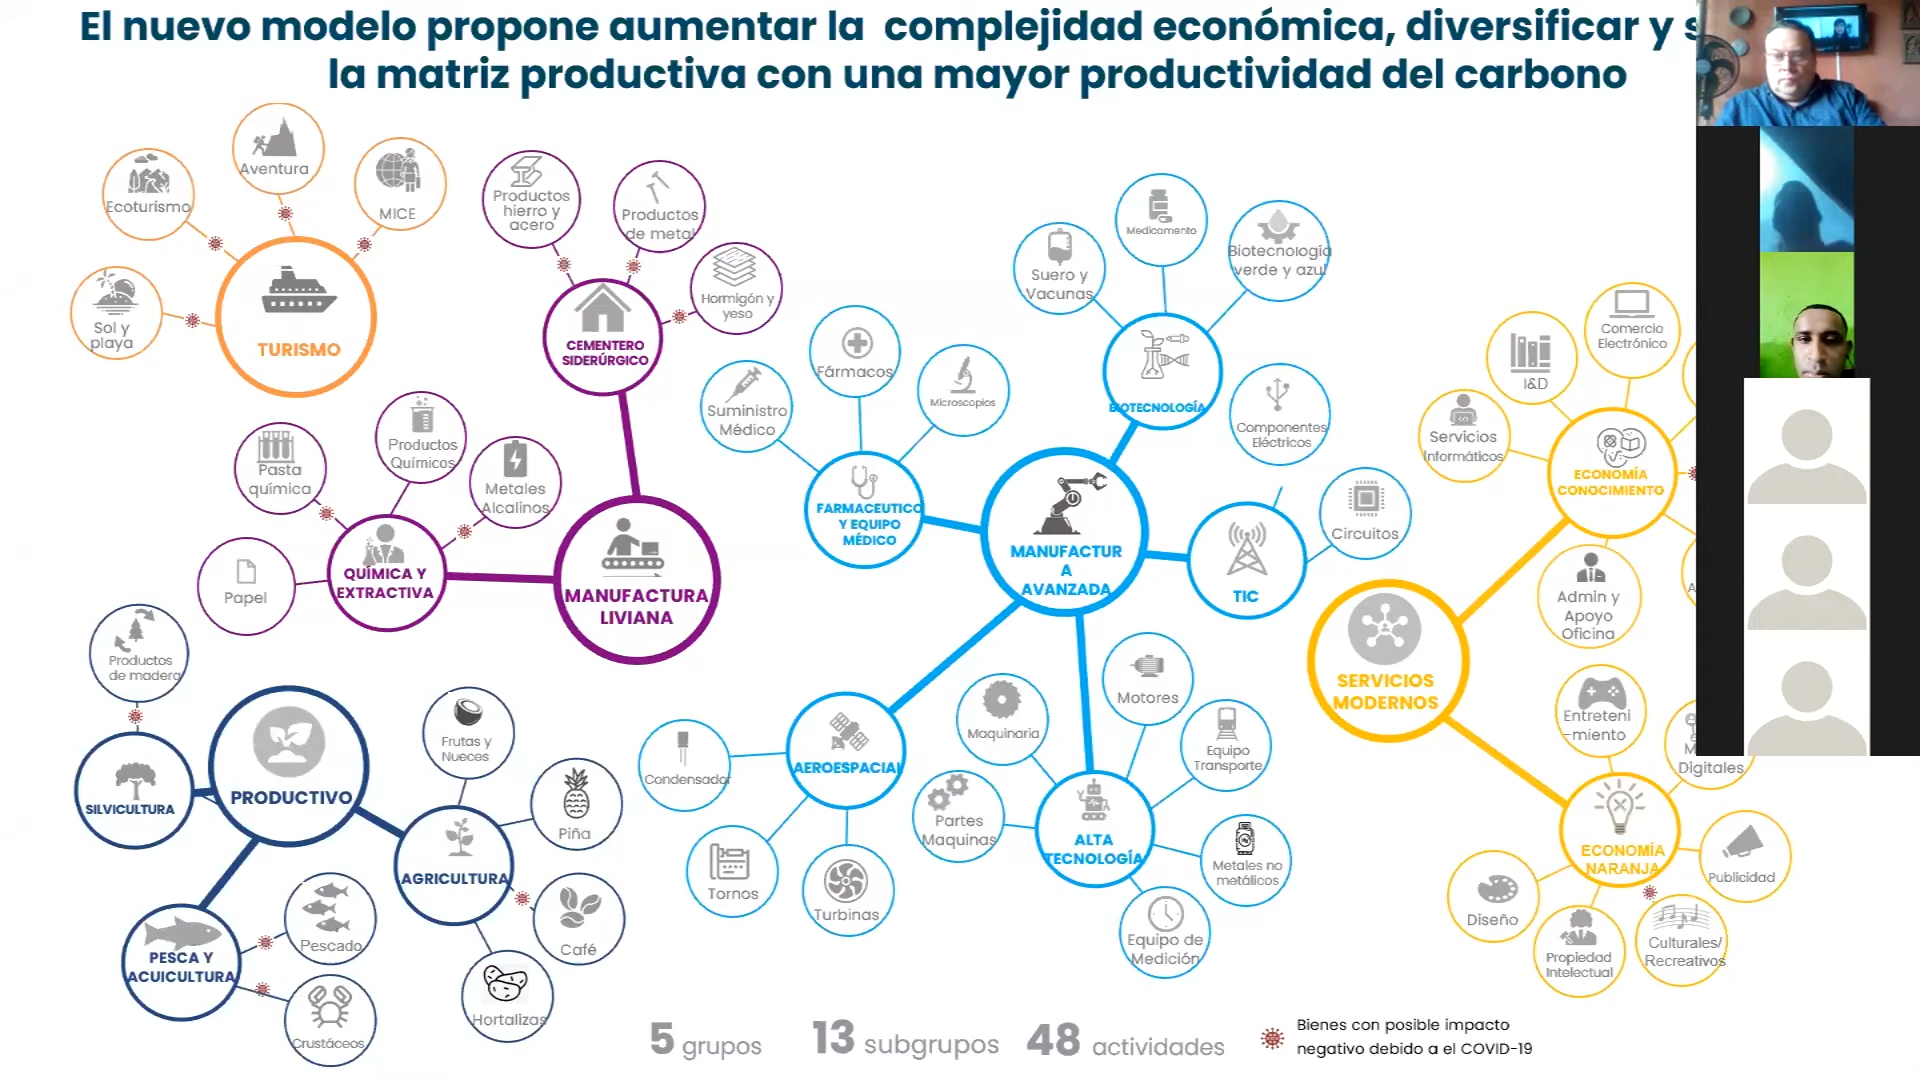 El nuevo modelo propone aumentar la complejidad económica, diversificar y
la matriz productiva con una mayor productividad del carbono
Aventura
Ecoturismo
MICE
Sol y
playa
TURISMO
Productos
hierro y
acero
Productos
de metal
Hormigón y
yeso
CEMENTERO
SIDERÚRGICO
Pasta
química
Productos
Químicos
Metales
Alcalinos
Papel
QUÍMICA Y
EXTRACTIVA
MANUFACTURA
LIVIANA
Productos
de madera
SILVICULTURA
PRODUCTIVO
Frutas y
Nueces
Piña
AGRICULTURA
Café
Hortalizas
PESCA Y
ACUICULTURA
Pescado
Crustáceos
Suero y
Vacunas
Medicamento
Biotecnología
verde y azul
BIOTECNOLOGÍA
Suministro
Médico
Fármacos
Microscopios
FARMACEUTICO
Y EQUIPO
MÉDICO
MANUFACTUR
A
AVANZADA
Componentes
Eléctricos
Circuitos
TIC
Condensador
AEROESPACIAL
Tornos
Turbinas
Maquinaria
Motores
Equipo
Transporte
Partes
Maquinas
ALTA
TECNOLOGÍA
Metales no
metálicos
Equipo de
Medición
I&D
Comercio
Electrónico
Servicios
Informáticos
ECONOMÍA
CONOCIMIENTO
Admin y
Apoyo
Oficina
SERVICIOS
MODERNOS
Entreteni
-miento
Digitales
ECONOMÍA
NARANJA
Publicidad
Diseño
Propiedad
Intelectual
Culturales/
Recreativos
5 grupos 13 subgrupos 48 actividades
Bienes con posible impacto
negativo debido a el COVID-19